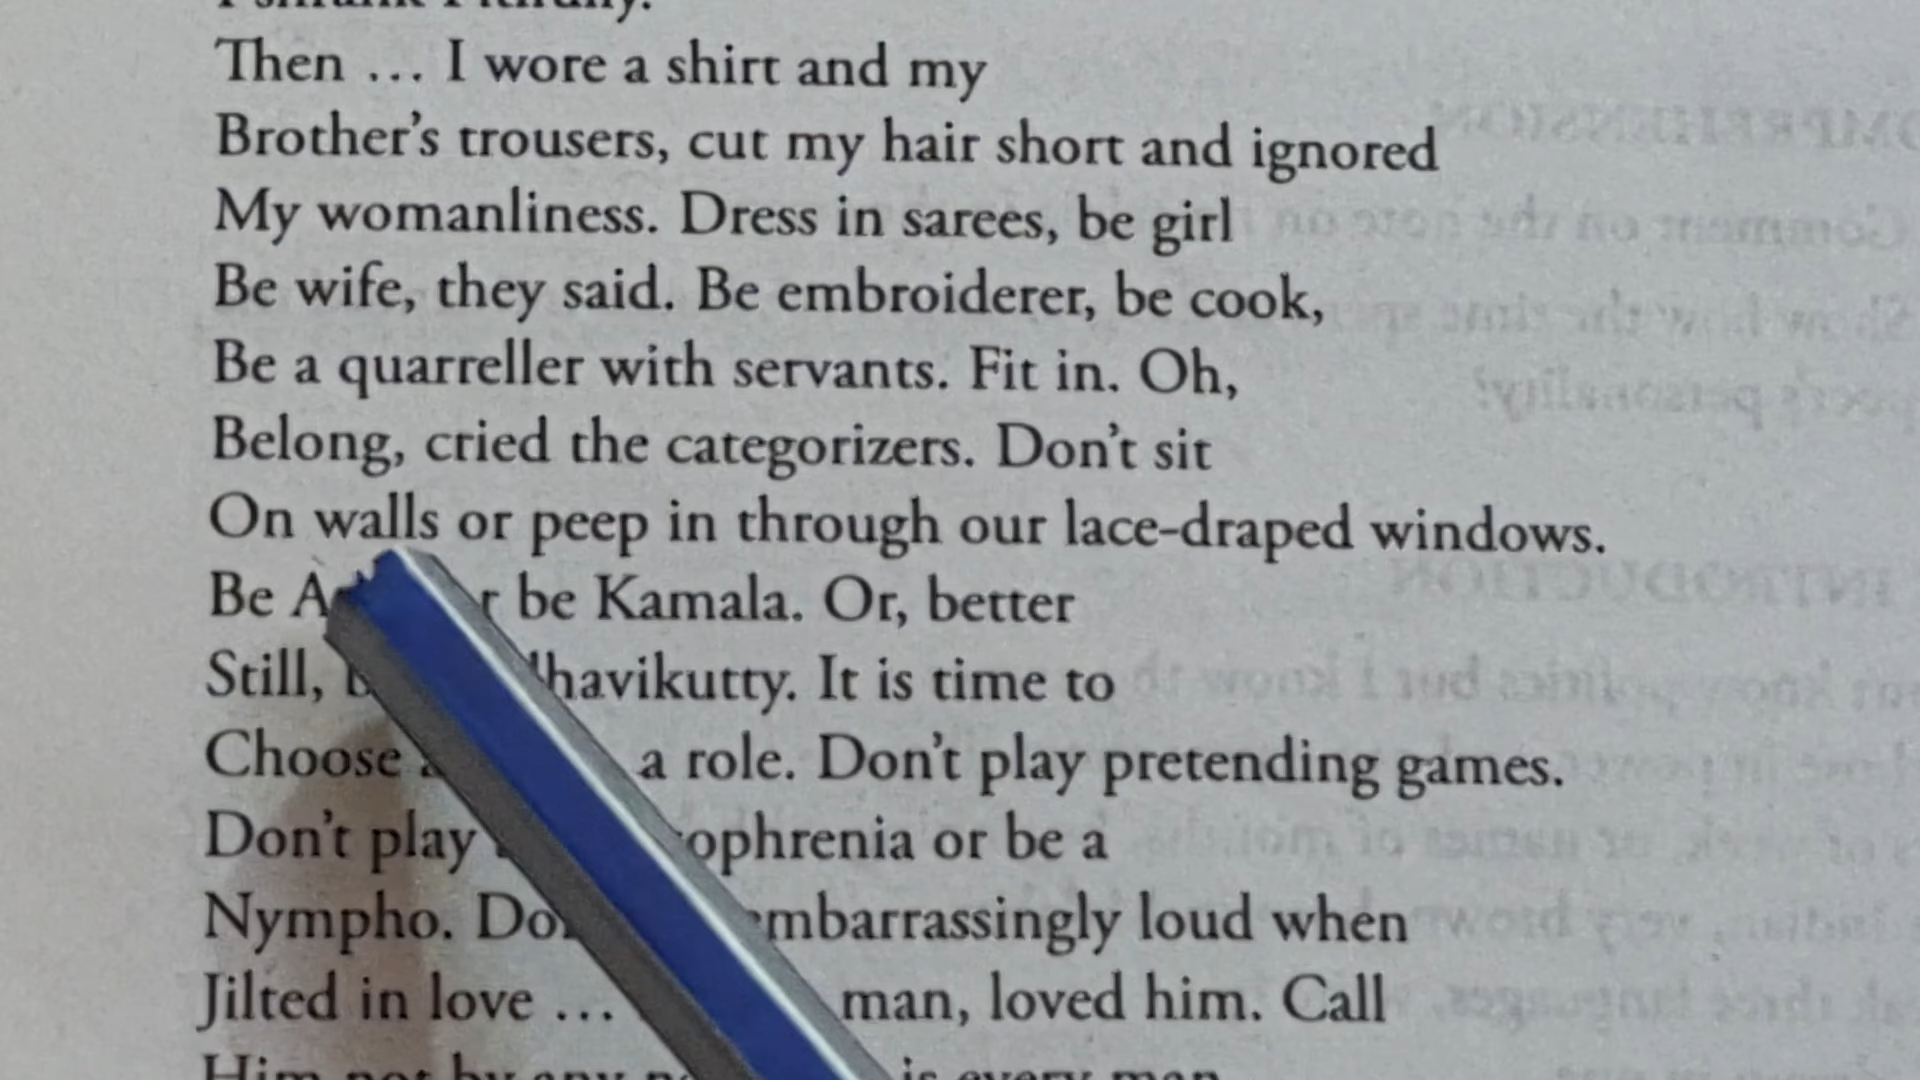 Then ... I wore a shirt and my
Brother's trousers, cut my hair short and ignored
My womanliness. Dress in sarees, be girl
Be wife, they said. Be embroiderer, be cook,
Be a quarreller with servants. Fit in. Oh,
Belong, cried the categorizers. Don't sit
On walls or peep in through our lace-draped windows.
Be be Kamala. Or, better
Still, It is time to
Choose a role. Don't play pretending games.
Don't play or be a
Nympho. embarrassingly loud when
Jilted in love ... man, loved him. Call
Him not by any is every man